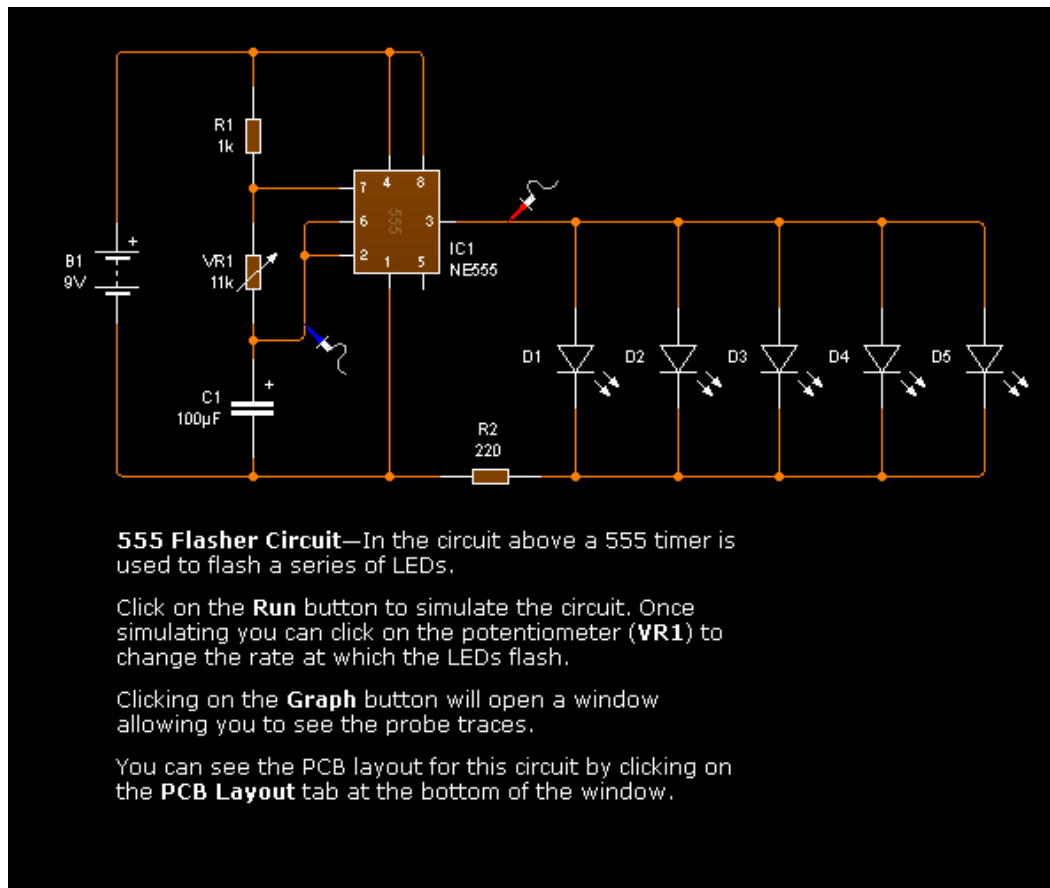 R1
1k
7
4
8
6
3
2
555
1
5
IC1
NE555
B1
9V
+
VR1
11k
D1
D2
D3
D4
D5
C1
100µF
+
R2
220
555 Flasher Circuit—In the circuit above a 555 timer is
used to flash a series of LEDs.
Click on the Run button to simulate the circuit. Once
simulating you can click on the potentiometer (VR1) to
change the rate at which the LEDs flash.
Clicking on the Graph button will open a window
allowing you to see the probe traces.
You can see the PCB layout for this circuit by clicking on
the PCB Layout tab at the bottom of the window.